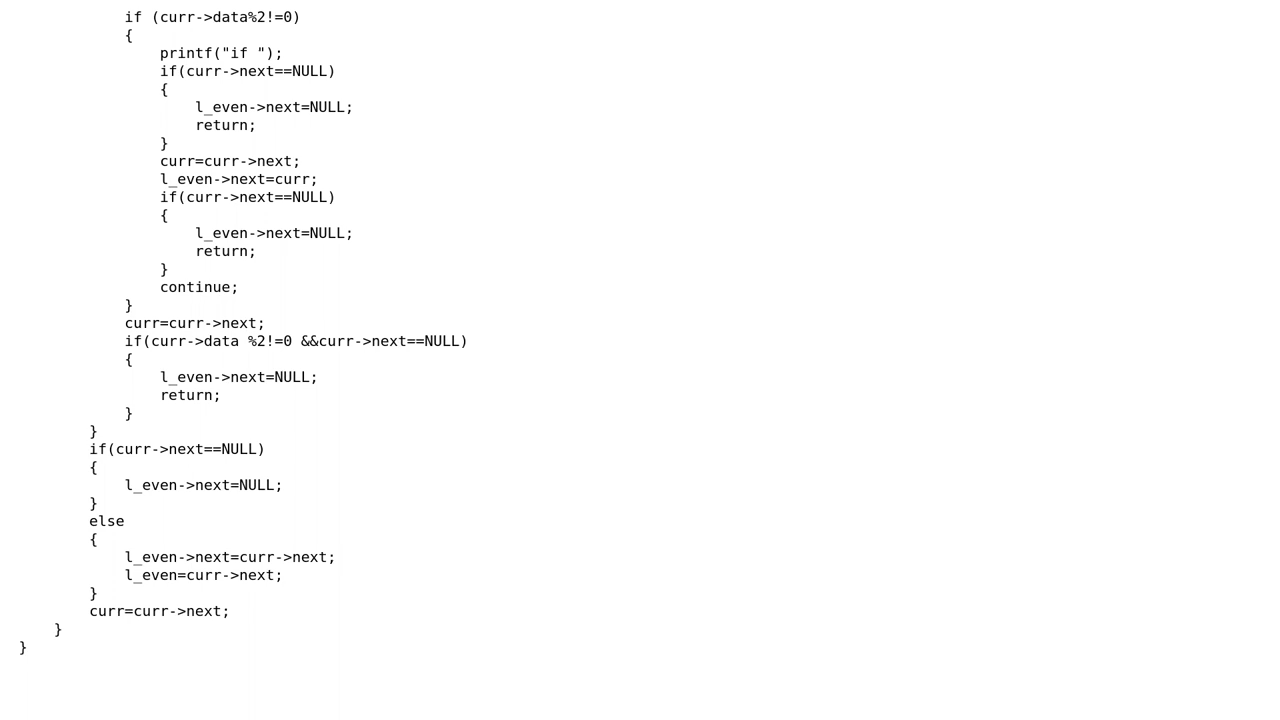 if (curr->data%2!=0)
{
printf("if ");
if(curr->next==NULL)
{
l_even->next=NULL;
return;
}
curr=curr->next;
l_even->next=curr;
if(curr->next==NULL)
{
l_even->next=NULL;
return;
}
continue;
}
curr=curr->next;
if(curr->data %2!=0 &&curr->next==NULL)
{
l_even->next=NULL;
return;
}
}
if(curr->next==NULL)
{
l_even->next=NULL;
}
else
{
l_even->next=curr->next;
l_even=curr->next;
}
curr=curr->next;
}
}